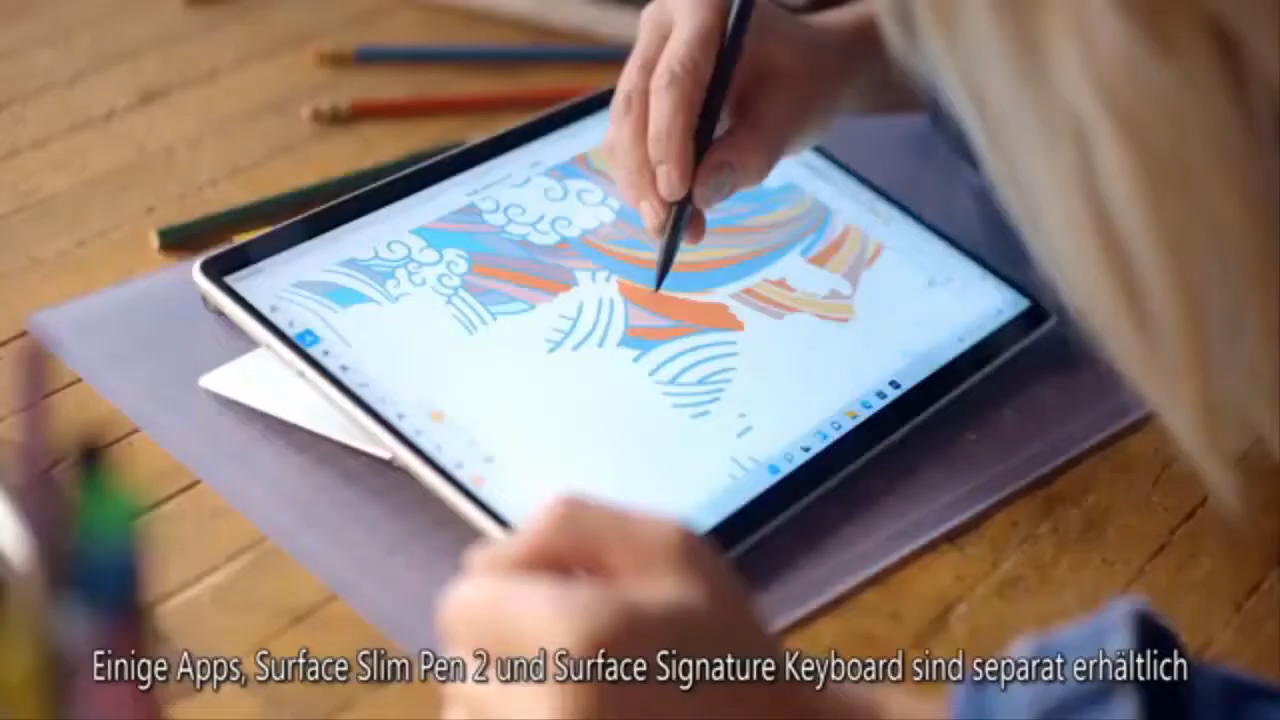 Einige Apps, Surface Slim Pen 2 und Surface Signature Keyboard sind separat erhältlich